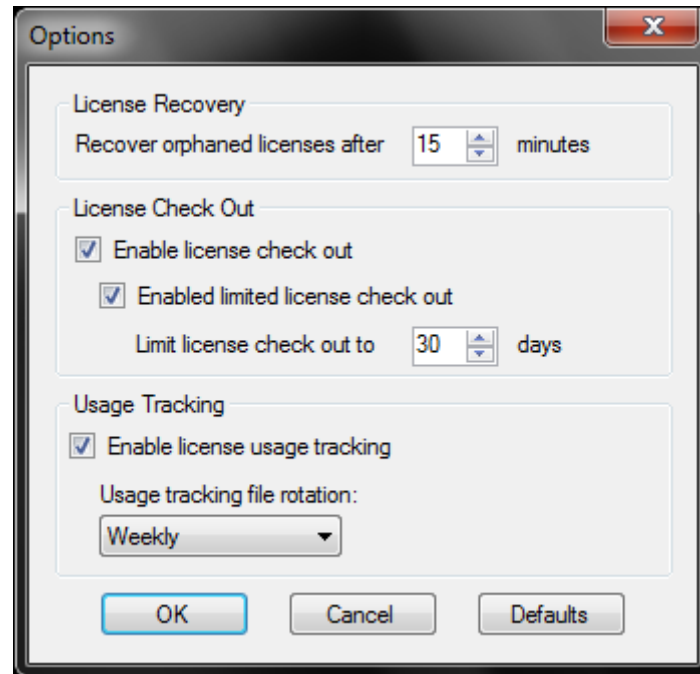 Options
License Recovery
Recover orphaned licenses after 15 minutes
License Check Out
Enable license check out
Enabled limited license check out
Limit license check out to 30 days
Usage Tracking
Enable license usage tracking
Usage tracking file rotation:
Weekly
OK Cancel Defaults